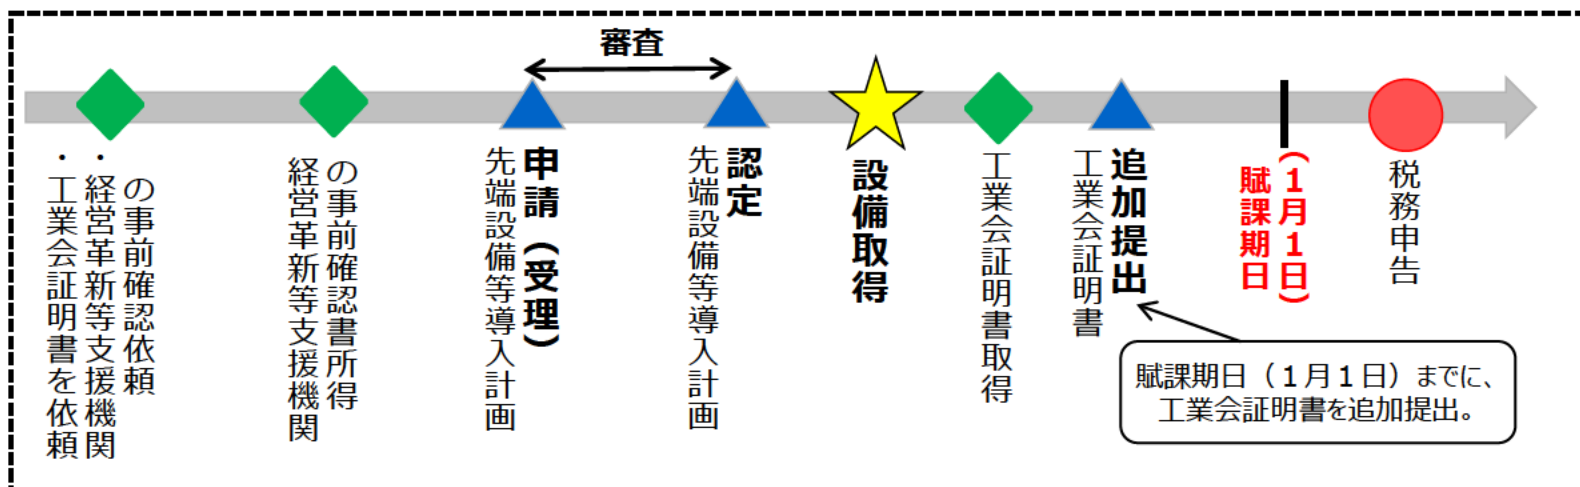 審査
・工業会証明書を依頼
・経営革新等支援機関
の事前確認依頼
経営革新等支援機関
の事前確認書所得
先端設備等導入計画
申請（受理）
先端設備等導入計画
認定
設備取得
工業会証明書取得
工業会証明書
追加提出
賦課期日
（１月１日）
税務申告
賦課期日（１月１日）までに、
工業会証明書を追加提出。